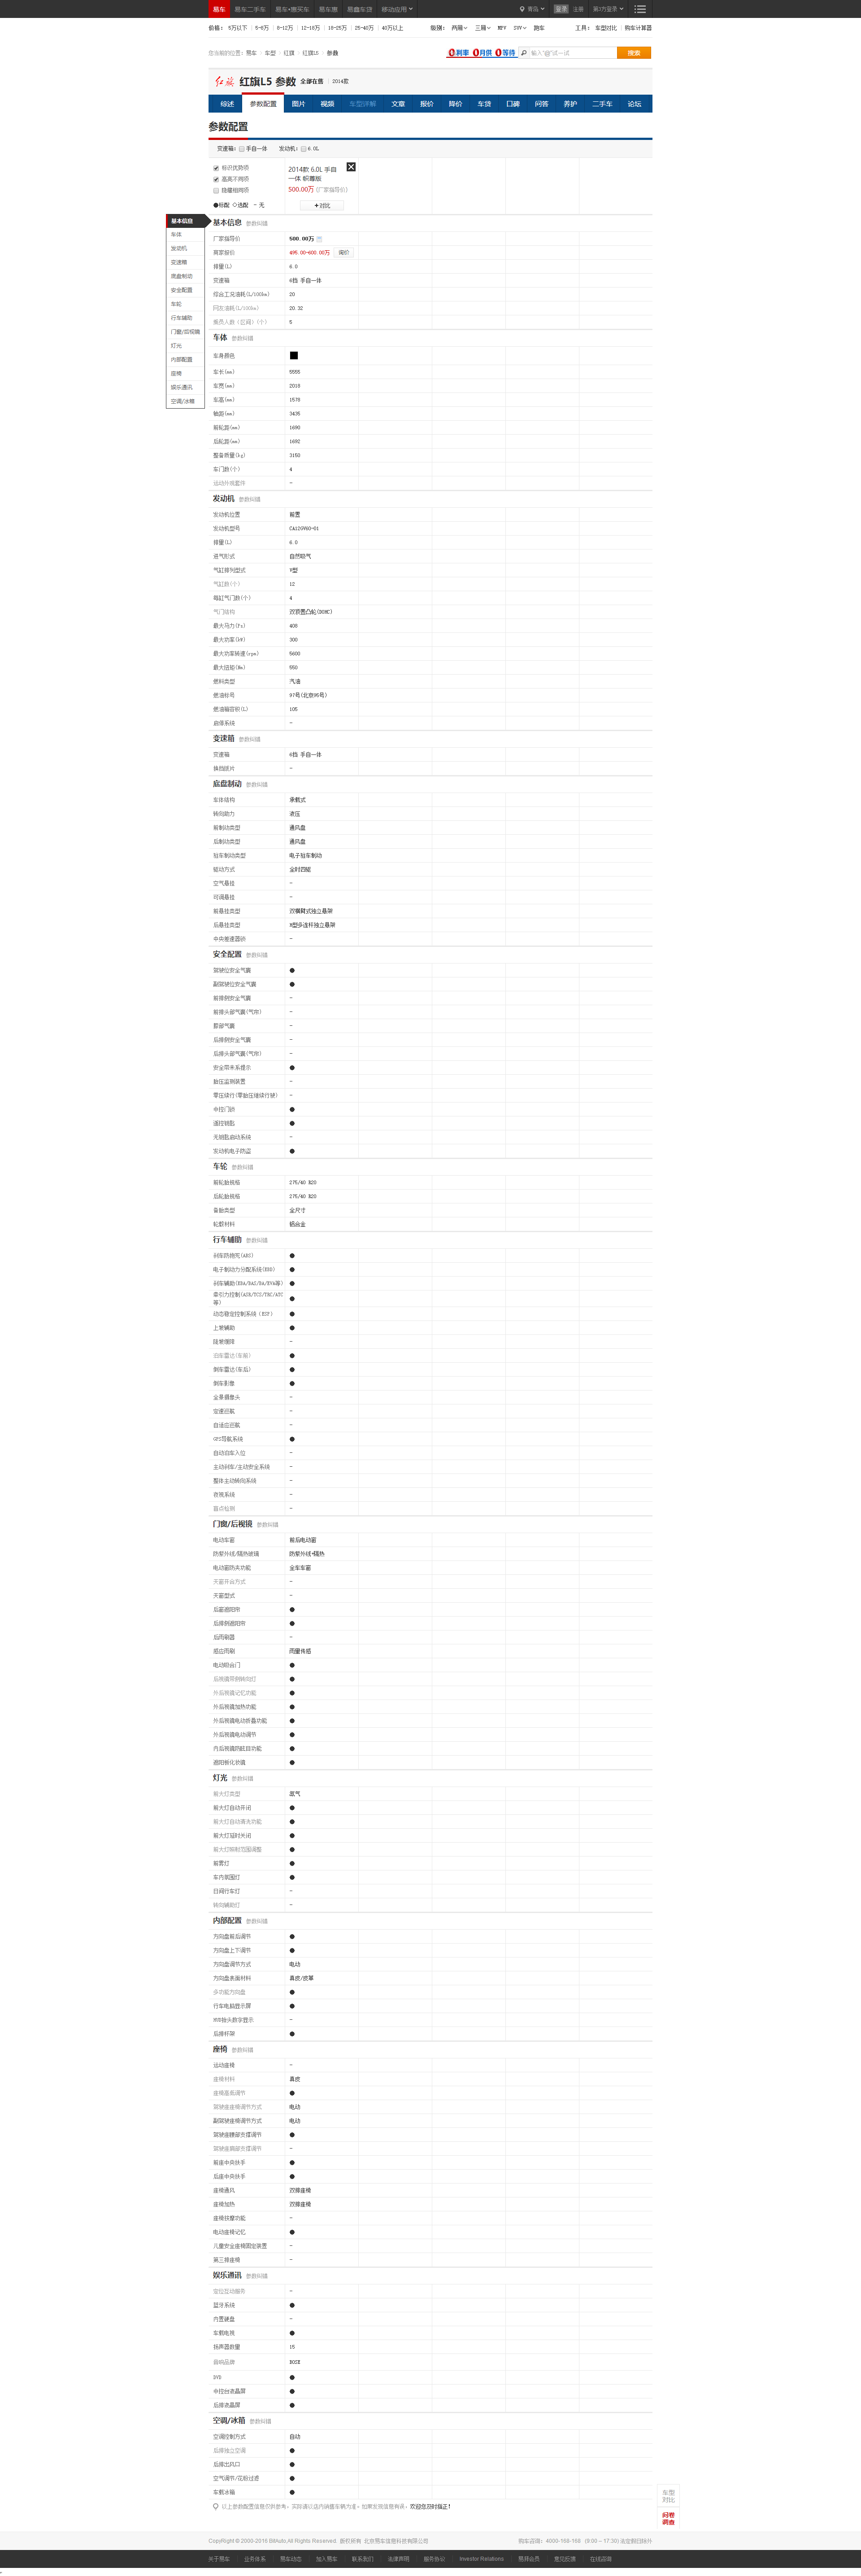 易车 易车二手车 易车·惠买车 易车惠 易鑫车贷 移动应用 青岛 登录 注册 第3方登录
价格： 5万以下 5-8万 8-12万 12-18万 18-25万 25-40万 40万以上 级别： 两厢 三厢 MPV SUV 跑车 工具： 车型对比 购车计算器
您当前的位置：易车 > 车型 > 红旗 > 红旗L5 > 参数
0利率 0月供 0等待 输入"@"试一试 搜索
红旗L5 参数 全部在售 2014款
综述 参数配置 图片 视频 车型详解 文章 报价 降价 车贷 口碑 问答 养护 二手车 论坛
参数配置
变速箱： 手自一体 发动机： 6.0L
标识优势项
高亮不同项
隐藏相同项
●标配 ○选配 - 无
2014款 6.0L 手自一体 帜尊版
500.00万 (厂家指导价)
+对比
基本信息
车体
发动机
变速箱
底盘制动
安全配置
车轮
行车辅助
门窗/后视镜
灯光
内部配置
座椅
娱乐通讯
空调/冰箱
基本信息 参数纠错
厂家指导价 500.00万
商家报价 495.00-600.00万 询价
排量(L) 6.0
变速箱 6挡 手自一体
综合工况油耗(L/100km) 20
网友油耗(L/100km) 20.32
乘员人数（区间）(个) 5
车体 参数纠错
车身颜色
车长(mm) 5555
车宽(mm) 2018
车高(mm) 1578
轴距(mm) 3435
前轮距(mm) 1690
后轮距(mm) 1692
整备质量(kg) 3150
车门数(个) 4
运动外观套件 -
发动机 参数纠错
发动机位置 前置
发动机型号 CA12GV60-01
排量(L) 6.0
进气形式 自然吸气
气缸排列型式 V型
气缸数(个) 12
每缸气门数(个) 4
气门结构 双顶置凸轮(DOHC)
最大马力(Ps) 408
最大功率(kW) 300
最大功率转速(rpm) 5600
最大扭矩(Nm) 550
燃料类型 汽油
燃油标号 97号(北京95号)
燃油箱容积(L) 105
启停系统 -
变速箱 参数纠错
变速箱 6挡 手自一体
换挡拨片 -
底盘制动 参数纠错
车体结构 承载式
转向助力 液压
前制动类型 通风盘
后制动类型 通风盘
驻车制动类型 电子驻车制动
驱动方式 全时四驱
空气悬挂 -
可调悬挂 -
前悬挂类型 双横臂式独立悬架
后悬挂类型 H型多连杆独立悬架
中央差速器锁 -
安全配置 参数纠错
驾驶位安全气囊 ●
副驾驶位安全气囊 ●
前排侧安全气囊 -
前排头部气囊(气帘) -
膝部气囊 -
后排侧安全气囊 -
后排头部气囊(气帘) -
安全带未系提示 ●
胎压监测装置 -
零压续行(零胎压继续行驶) -
中控门锁 ●
遥控钥匙 ●
无钥匙启动系统 -
发动机电子防盗 ●
车轮 参数纠错
前轮胎规格 275/40 R20
后轮胎规格 275/40 R20
备胎类型 全尺寸
轮毂材料 铝合金
行车辅助 参数纠错
刹车防抱死(ABS) ●
电子制动力分配系统(EBD) ●
刹车辅助(EBA/BAS/BA/EVA等) ●
牵引力控制(ASR/TCS/TRC/ATC等) ●
动态稳定控制系统（ESP） ●
上坡辅助 ●
陡坡缓降 -
泊车雷达(车前) ●
倒车雷达(车后) ●
倒车影像 ●
全景摄像头 -
定速巡航 -
自适应巡航 -
GPS导航系统 ●
自动泊车入位 -
主动刹车/主动安全系统 -
整体主动转向系统 -
夜视系统 -
盲点检测 -
门窗/后视镜 参数纠错
电动车窗 前后电动窗
防紫外线/隔热玻璃 防紫外线+隔热
电动窗防夹功能 全车车窗
天窗开合方式 -
天窗型式 -
后窗遮阳帘 ●
后排侧遮阳帘 ●
后雨刷器 -
感应雨刷 雨量传感
电动吸合门 ●
后视镜带侧转向灯 ●
外后视镜记忆功能 ●
外后视镜加热功能 ●
外后视镜电动折叠功能 ●
外后视镜电动调节 ●
内后视镜防眩目功能 ●
遮阳板化妆镜 ●
灯光 参数纠错
前大灯类型 氙气
前大灯自动开闭 ●
前大灯自动清洗功能 ●
前大灯延时关闭 ●
前大灯照射范围调整 ●
前雾灯 ●
车内氛围灯 ●
日间行车灯 -
转向辅助灯 -
内部配置 参数纠错
方向盘前后调节 ●
方向盘上下调节 ●
方向盘调节方式 电动
方向盘表面材料 真皮/皮革
多功能方向盘 ●
行车电脑显示屏 ●
HUD抬头数字显示 -
后排杯架 ●
座椅 参数纠错
运动座椅 -
座椅材料 真皮
座椅高低调节 ●
驾驶座座椅调节方式 电动
副驾驶座椅调节方式 电动
驾驶座腰部支撑调节 ●
驾驶座肩部支撑调节 -
前座中央扶手 ●
后座中央扶手 ●
座椅通风 双排座椅
座椅加热 双排座椅
座椅按摩功能 -
电动座椅记忆 ●
儿童安全座椅固定装置 -
第三排座椅 -
娱乐通讯 参数纠错
定位互动服务 -
蓝牙系统 ●
内置硬盘 -
车载电视 ●
扬声器数量 15
音响品牌 BOSE
DVD ●
中控台液晶屏 ●
后排液晶屏 ●
空调/冰箱 参数纠错
空调控制方式 自动
后排独立空调 ●
后排出风口 ●
空气调节/花粉过滤 ●
车载冰箱 ●
以上参数配置信息仅供参考，实际请以店内销售车辆为准。如果发现信息有误，欢迎您及时指正！
车型对比
问卷调查
CopyRight © 2000-2016 BitAuto,All Rights Reserved. 版权所有 北京易车信息科技有限公司 购车咨询：4000-168-168 （8:00 – 17:30）法定假日除外
关于易车 业务体系 易车动态 加入易车 联系我们 法律声明 服务协议 Investor Relations 易湃会员 意见反馈 在线咨询